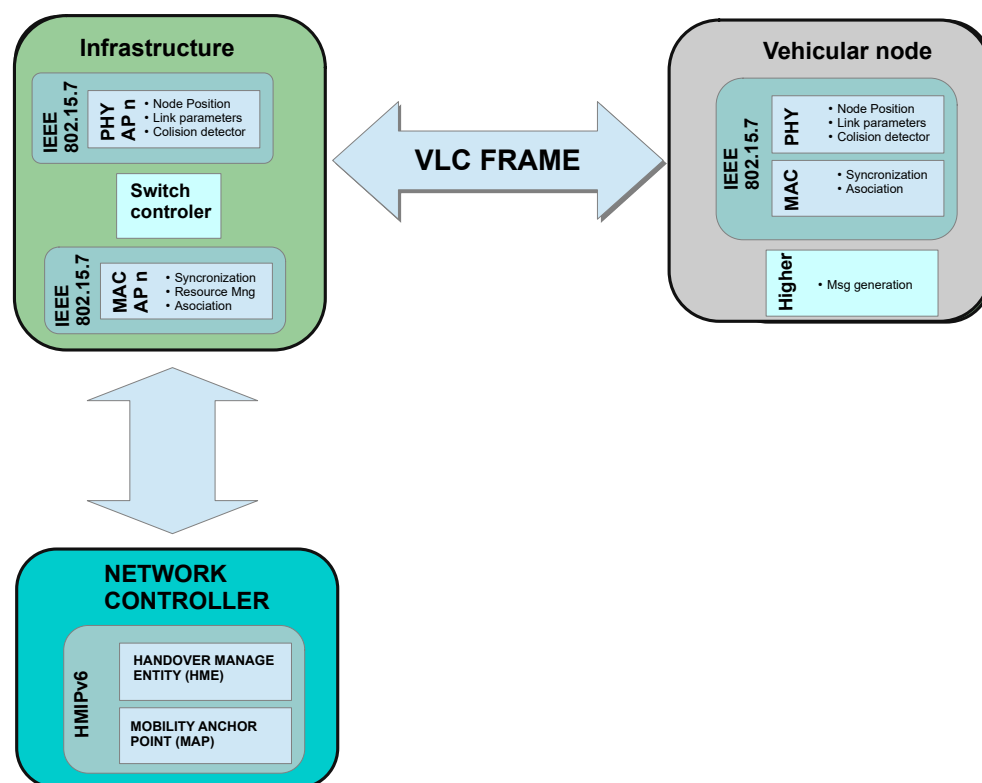 Infrastructure
IEEE
802.15.7
PHY
AP n
• Node Position
• Link parameters
• Colision detector
Switch
controler
IEEE
802.15.7
MAC
AP n
• Syncronization
• Resource Mng
• Asociation
VLC FRAME
Vehicular node
IEEE
802.15.7
PHY
• Node Position
• Link parameters
• Colision detector
MAC
• Syncronization
• Asociation
Higher
• Msg generation
NETWORK
CONTROLLER
HMIPv6
HANDOVER MANAGE
ENTITY (HME)
MOBILITY ANCHOR
POINT (MAP)